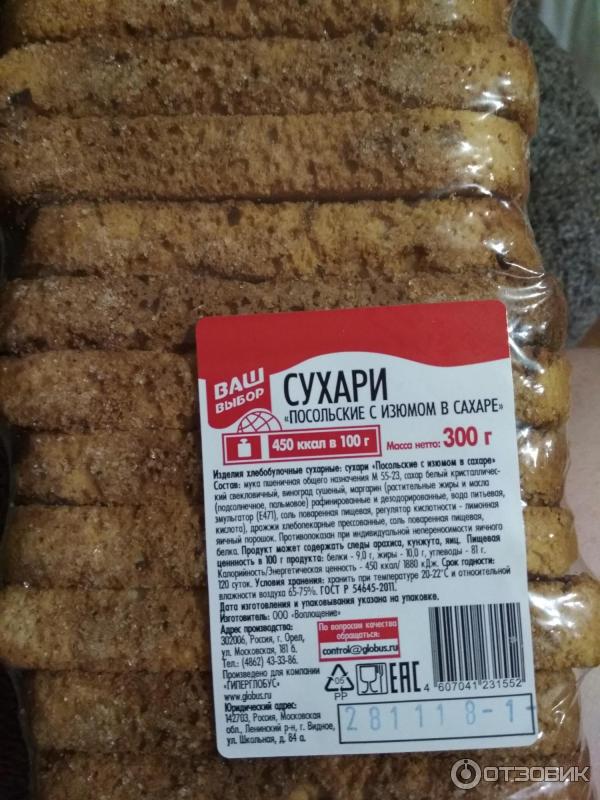 ВАШ
ВЫБОР
СУХАРИ
«ПОСОЛЬСКИЕ С ИЗЮМОМ В САХАРЕ»
450 ккал в 100 г
Масса нетто: 300 г
Изделия хлебобулочные сухарные: сухари «Посольские с изюмом в сахаре»
Состав: мука пшеничная общего назначения М 55-23, сахар белый кристалличес-
кий свекловичный, виноград сушеный, маргарин (растительные жиры и масла
(подсолнечное, пальмовое) рафинированные и дезодорированные, вода питьевая,
эмульгатор (Е471), соль поваренная пищевая, регулятор кислотности - лимонная
кислота), дрожжи хлебопекарные прессованные, соль поваренная пищевая,
яичный порошок. Противопоказан при индивидуальной непереносимости яичного
белка. Продукт может содержать следы арахиса, кунжута, яиц. Пищевая
ценнность в 100 г продукта: белки - 9,0 г, жиры - 10,0 г, углеводы - 81 г.
Калорийность/Энергетическая ценность - 450 ккал/ 1880 кДж. Срок годности:
120 суток. Условия хранения: хранить при температуре 20-22°С и относительной
влажности воздуха 65-75%. ГОСТ Р 54645-2011.
Дата изготовления и упаковывания указана на упаковке.
Изготовитель: ООО «Воплощение»
Адрес производства:
302006, Россия, г. Орел,
ул. Московская, 181 б.
Тел.: (4862) 43-33-86.
Произведено для компании
«ГИПЕРГЛОБУС»
www.globus.ru
Юридический адрес:
142703, Россия, Московская
обл., Ленинский р-н, г. Видное,
ул. Школьная, д. 84 а.
По вопросам качества
обращаться:
control@globus.ru
05
PP
EAC
4 607041 231552
281118-1
ОТЗОВИК